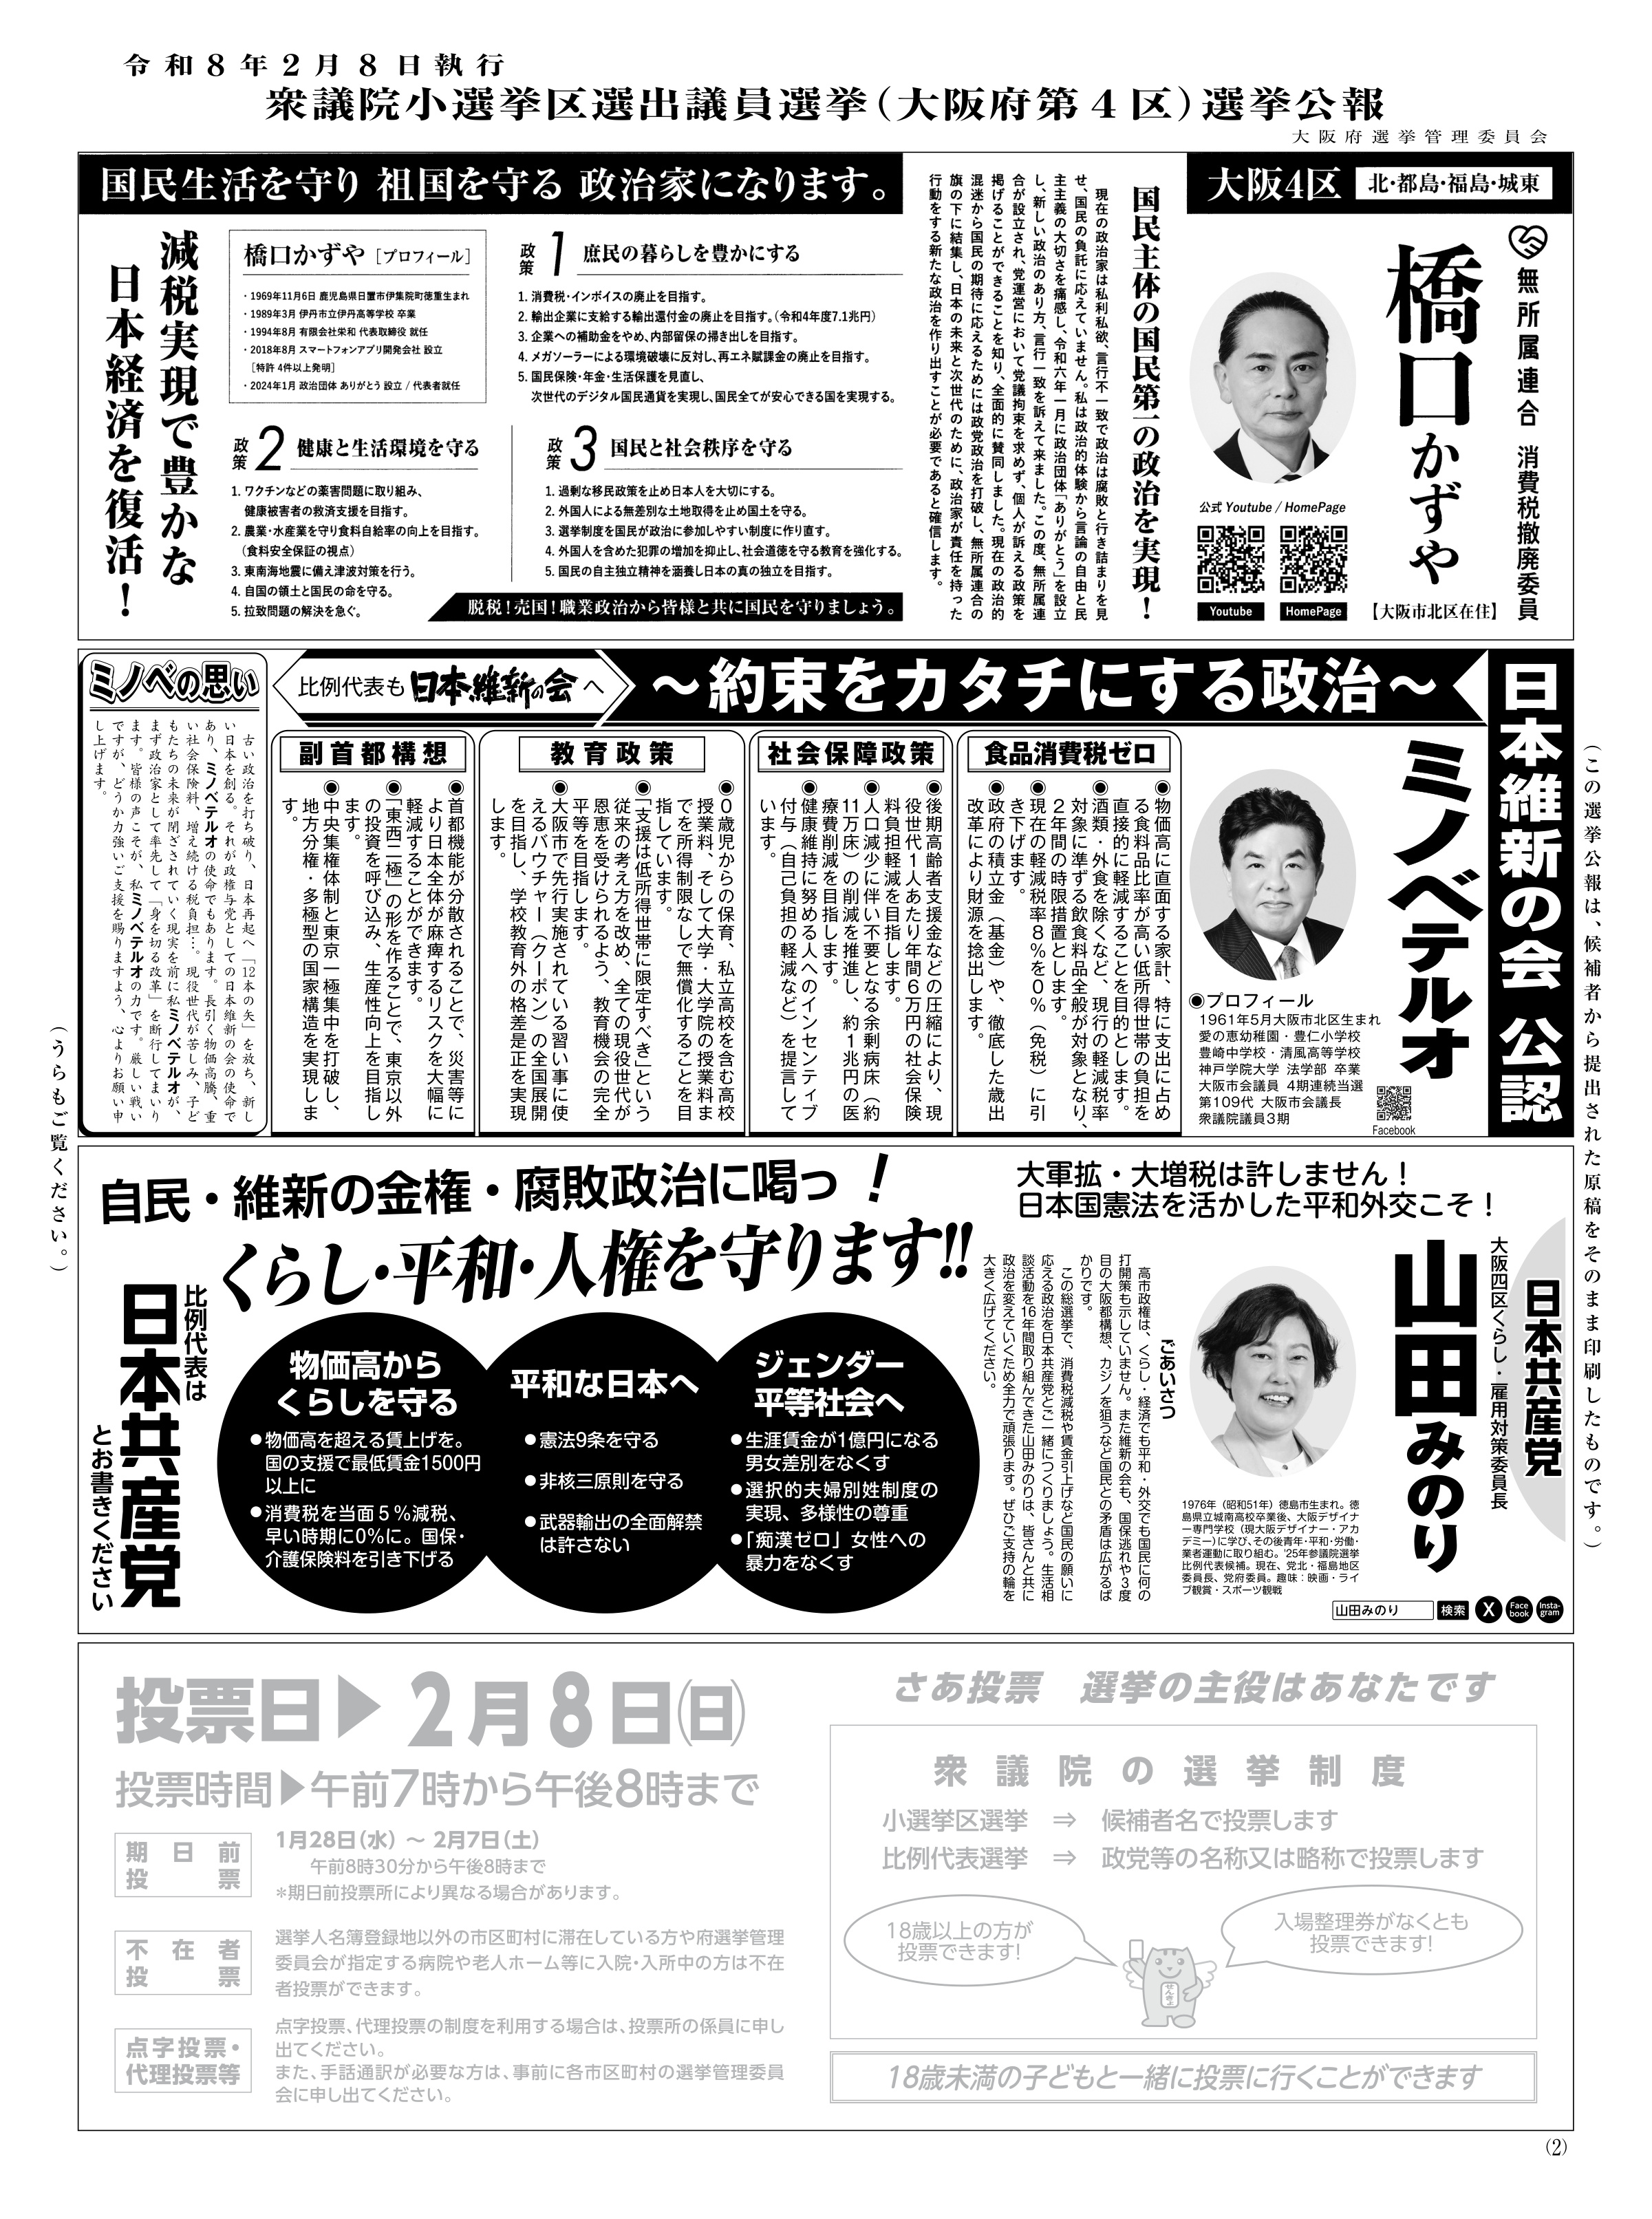 令和8年2月8日執行
衆議院小選挙区選出議員選挙(大阪府第4区)選挙公報
大阪府選挙管理委員会
大阪4区 北・都島・福島・城東
無所属連合 消費税撤廃委員
橋口かずや
【大阪市北区在住】
公式 Youtube / HomePage
Youtube
HomePage
国民主体の国民第一の政治を実現!
現在の政治家は私利私欲、言行不一致で政治は腐敗と行き詰まりを見
せ、国民の負託に応えていません。私は政治的体験から言論の自由と民
主主義の大切さを痛感し、令和六年一月に政治団体「ありがとう」を設立
し、新しい政治のあり方、言行一致を訴えて来ました。この度、無所属連
合が設立され、党運営において党議拘束を求めず、個人が訴える政策を
掲げることができることを知り、全面的に賛同しました。現在の政治的
混迷から国民の期待に応えるためには政党政治を打破し、無所属連合の
旗の下に結集し、日本の未来と次世代のために、政治家が責任を持った
行動をする新たな政治を作り出すことが必要であると確信します。
国民生活を守り 祖国を守る 政治家になります。
減税実現で豊かな
日本経済を復活!
橋口かずや[プロフィール]
・1969年11月6日 鹿児島県日置市伊集院町徳重生まれ
・1989年3月 伊丹市立伊丹高等学校 卒業
・1994年8月 有限会社栄和 代表取締役 就任
・2018年8月 スマートフォンアプリ開発会社 設立
[特許 4件以上発明]
・2024年1月 政治団体 ありがとう 設立 / 代表者就任
政策1 庶民の暮らしを豊かにする
1. 消費税・インボイスの廃止を目指す。
2. 輸出企業に支給する輸出還付金の廃止を目指す。(令和4年度7.1兆円)
3. 企業への補助金をやめ、内部留保の掃き出しを目指す。
4. メガソーラーによる環境破壊に反対し、再エネ賦課金の廃止を目指す。
5. 国民保険・年金・生活保護を見直し、
次世代のデジタル国民通貨を実現し、国民全てが安心できる国を実現する。
政策2 健康と生活環境を守る
1. ワクチンなどの薬害問題に取り組み、
健康被害者の救済支援を目指す。
2. 農業・水産業を守り食料自給率の向上を目指す。
(食料安全保証の視点)
3. 東南海地震に備え津波対策を行う。
4. 自国の領土と国民の命を守る。
5. 拉致問題の解決を急ぐ。
政策3 国民と社会秩序を守る
1. 過剰な移民政策を止め日本人を大切にする。
2. 外国人による無差別な土地取得を止め国土を守る。
3. 選挙制度を国民が政治に参加しやすい制度に作り直す。
4. 外国人を含めた犯罪の増加を抑止し、社会道徳を守る教育を強化する。
5. 国民の自主独立精神を涵養し日本の真の独立を目指す。
脱税!売国!職業政治から皆様と共に国民を守りましょう。
日本維新の会 公認
ミノベテルオ
●プロフィール
1961年5月大阪市北区生まれ
愛の恵幼稚園・豊仁小学校
豊崎中学校・清風高等学校
神戸学院大学 法学部 卒業
大阪市会議員 4期連続当選
第109代 大阪市会議長
衆議院議員3期
Facebook
〜約束をカタチにする政治〜
比例代表も日本維新の会へ
食品消費税ゼロ
●物価高に直面する家計、特に支出に占め
る食料品比率が高い低所得世帯の負担を
直接的に軽減することを目的とします。
●酒類・外食を除くなど、現行の軽減税率
対象に準ずる飲食料品全般が対象となり、
2年間の時限措置とします。
●現在の軽減税率8%を0%(免税)に引
き下げます。
●政府の積立金(基金)や、徹底した歳出
改革により財源を捻出します。
社会保障政策
●後期高齢者支援金などの圧縮により、現
役世代1人あたり年間6万円の社会保険
料負担軽減を目指します。
●人口減少に伴い不要となる余剰病床(約
11万床)の削減を推進し、約1兆円の医
療費削減を目指します。
●健康維持に努める人へのインセンティブ
付与(自己負担の軽減など)を提言して
います。
教育政策
●0歳児からの保育、私立高校を含む高校
授業料、そして大学・大学院の授業料ま
でを所得制限なしで無償化することを目
指しています。
●「支援は低所得世帯に限定すべき」という
従来の考え方を改め、全ての現役世代が
恩恵を受けられるよう、教育機会の完全
平等を目指します。
●大阪市で先行実施されている習い事に使
えるバウチャー(クーポン)の全国展開
を目指し、学校教育外の格差是正を実現
します。
副首都構想
●首都機能が分散されることで、災害等に
より日本全体が麻痺するリスクを大幅に
軽減することができます。
●「東西二極」の形を作ることで、東京以外
の投資を呼び込み、生産性向上を目指し
ます。
●中央集権体制と東京一極集中を打破し、
地方分権・多極型の国家構造を実現しま
す。
ミノベの思い
古い政治を打ち破り、日本再起へ「12本の矢」を放ち、新し
い日本を創る。それが政権与党としての日本維新の会の使命で
あり、ミノベテルオの使命でもあります。長引く物価高騰、重
い社会保険料、増え続ける税負担…。現役世代が苦しみ、子ど
もたちの未来が閉ざされていく現実を前に私ミノベテルオが、
まず政治家として率先して「身を切る改革」を断行してまいり
ます。皆様の声こそが、私ミノベテルオの力です。厳しい戦い
ですが、どうか力強いご支援を賜りますよう、心よりお願い申
し上げます。
日本共産党
大阪四区くらし・雇用対策委員長
山田みのり
大軍拡・大増税は許しません!
日本国憲法を活かした平和外交こそ!
1976年(昭和51年)徳島市生まれ。徳
島県立城南高校卒業後、大阪デザイナ
ー専門学校(現大阪デザイナー・アカ
デミー)に学び、その後青年・平和・労働・
業者運動に取り組む。'25年参議院選挙
比例代表候補。現在、党北・福島地区
委員長、党府委員。趣味:映画・ライ
ブ観賞・スポーツ観戦
山田みのり 検索 X Facebook Instagram
ごあいさつ
高市政権は、くらし・経済でも平和・外交でも国民に何の
打開策も示していません。また維新の会も、国保逃れや3度
目の大阪都構想、カジノを狙うなど国民との矛盾は広がるば
かりです。
この総選挙で、消費税減税や賃金引上げなど国民の願いに
応える政治を日本共産党とご一緒につくりましょう。生活相
談活動を16年間取り組んできた山田みのりは、皆さんと共に
政治を変えていくため全力で頑張ります。ぜひご支持の輪を
大きく広げてください。
自民・維新の金権・腐敗政治に喝っ!
くらし・平和・人権を守ります!!
物価高から
くらしを守る
●物価高を超える賃上げを。
国の支援で最低賃金1500円
以上に
●消費税を当面5%減税、
早い時期に0%に。国保・
介護保険料を引き下げる
平和な日本へ
●憲法9条を守る
●非核三原則を守る
●武器輸出の全面解禁
は許さない
ジェンダー
平等社会へ
●生涯賃金が1億円になる
男女差別をなくす
●選択的夫婦別姓制度の
実現、多様性の尊重
●「痴漢ゼロ」女性への
暴力をなくす
比例代表は
日本共産党
とお書きください
投票日▶2月8日(日)
投票時間▶午前7時から午後8時まで
期日前投票
1月28日(水)〜2月7日(土)
午前8時30分から午後8時まで
*期日前投票所により異なる場合があります。
不在者投票
選挙人名簿登録地以外の市区町村に滞在している方や府選挙管理
委員会が指定する病院や老人ホーム等に入院・入所中の方は不在
者投票ができます。
点字投票・
代理投票等
点字投票、代理投票の制度を利用する場合は、投票所の係員に申し
出てください。
また、手話通訳が必要な方は、事前に各市区町村の選挙管理委員
会に申し出てください。
さあ投票 選挙の主役はあなたです
衆議院の選挙制度
小選挙区選挙 ⇒ 候補者名で投票します
比例代表選挙 ⇒ 政党等の名称又は略称で投票します
18歳以上の方が
投票できます!
入場整理券がなくとも
投票できます!
せんきょ
18歳未満の子どもと一緒に投票に行くことができます
(この選挙公報は、候補者から提出された原稿をそのまま印刷したものです。)
(うらもご覧ください。)
(2)